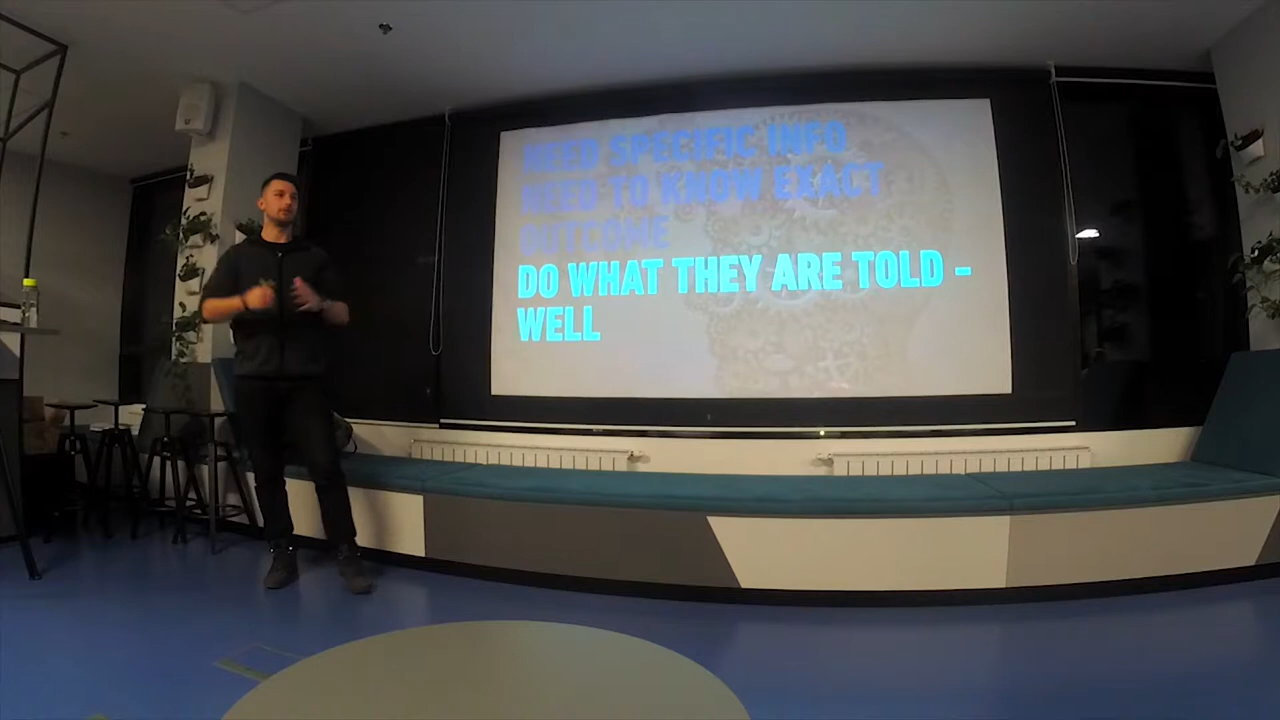 NEED SPECIFIC INFO
NEED TO KNOW EXACT
OUTCOME
DO WHAT THEY ARE TOLD -
WELL